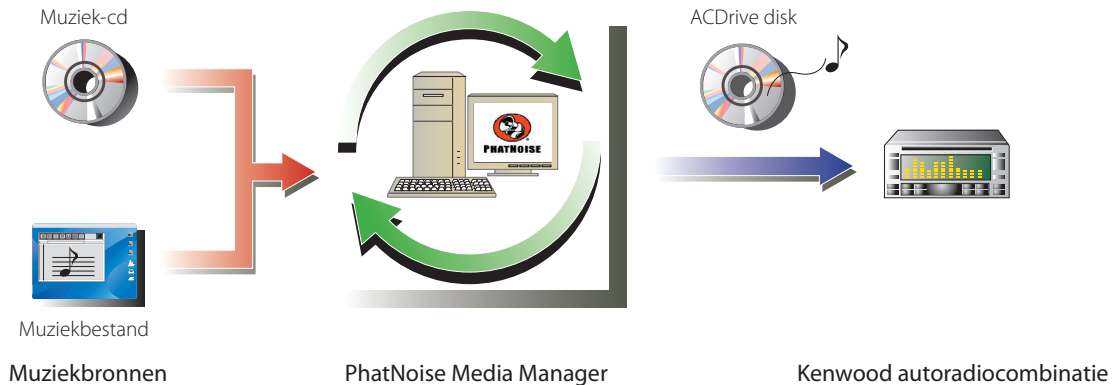 Muziek-cd
ACDrive disk
PHATNOISE
Muziekbestand
Muziekbronnen
PhatNoise Media Manager
Kenwood autoradiocombinatie